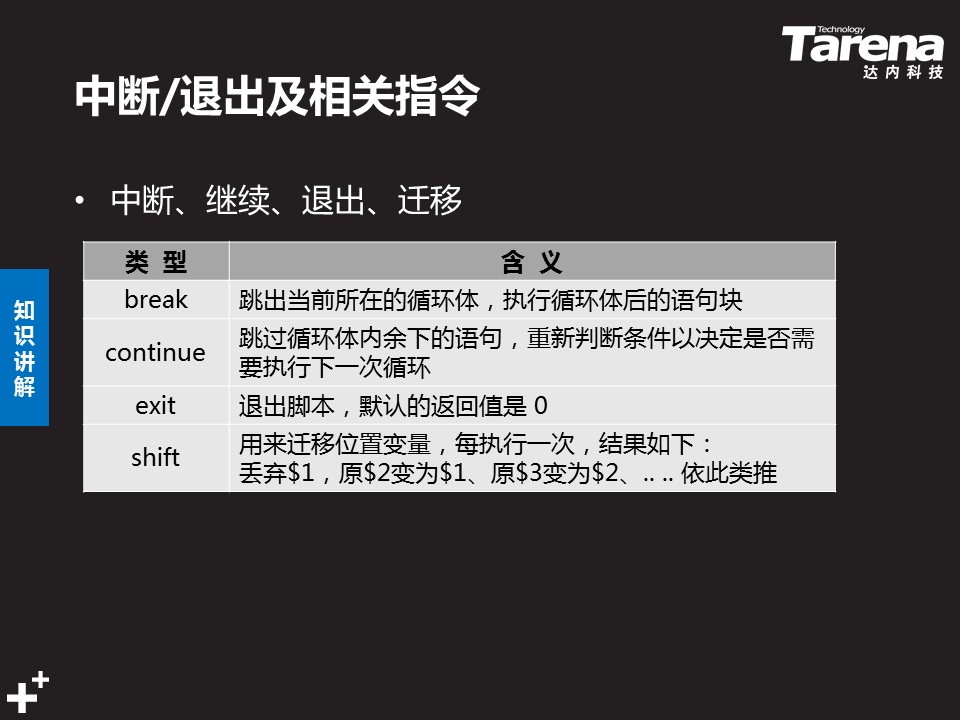 Technology
Tarena
达内科技
中断/退出及相关指令
• 中断、继续、退出、迁移
知识讲解
类 型 含 义
break 跳出当前所在的循环体，执行循环体后的语句块
continue 跳过循环体内余下的语句，重新判断条件以决定是否需
要执行下一次循环
exit 退出脚本，默认的返回值是 0
shift 用来迁移位置变量，每执行一次，结果如下：
丢弃$1，原$2变为$1、原$3变为$2、.. .. 依此类推